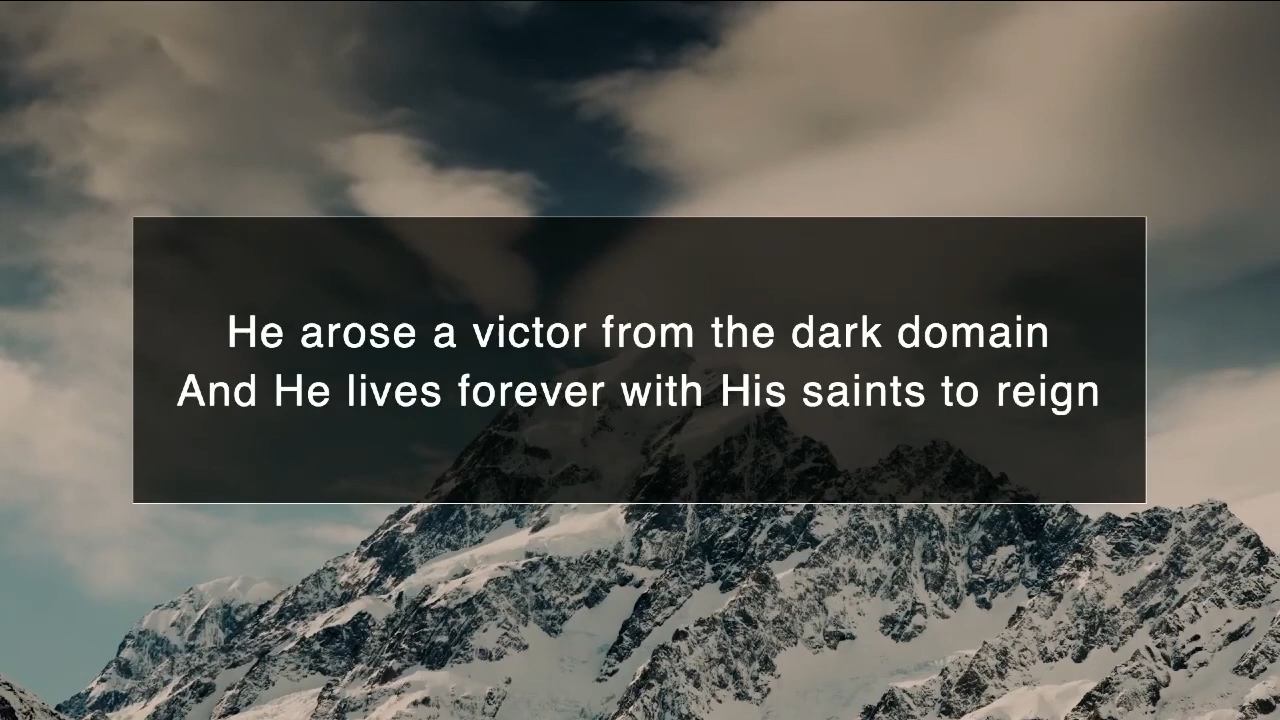 He arose a victor from the dark domain
And He lives forever with His saints to reign